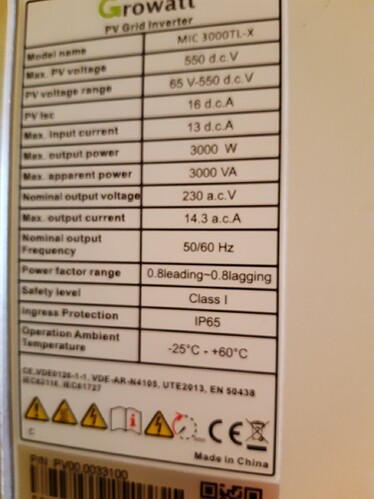 Growatt
PV Grid Inverter
Model name MIC 3000TL-X
Max. PV voltage 550 d.c.V
PV voltage range 65 V-550 d.c.V
PV Isc 16 d.c.A
Max. input current 13 d.c.A
Max. output power 3000 W
Max. apparent power 3000 VA
Nominal output voltage 230 a.c.V
Max. output current 14.3 a.c.A
Nominal output
Frequency 50/60 Hz
Power factor range 0.8leading~0.8lagging
Safety level Class I
Ingress Protection IP65
Operation Ambient
Temperature -25°C - +60°C
CE,VDE0126-1-1, VDE-AR-N4105, UTE2013, EN 50438
IEC62116, IEC61727
CE
C
Made in China
P/N PV00.0033100